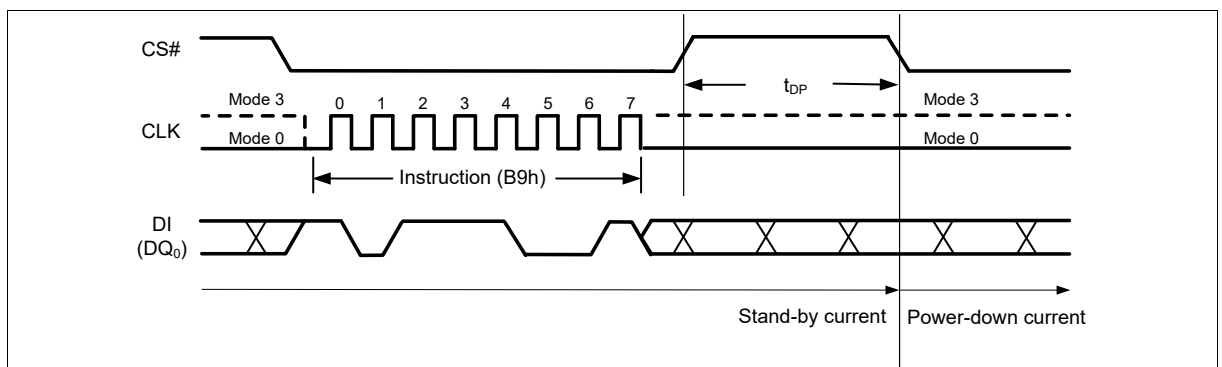 CS#
tDP
Mode 3
0 1 2 3 4 5 6 7
Mode 3
CLK
Mode 0
Mode 0
Instruction (B9h)
DI
(DQ0)
Stand-by current
Power-down current